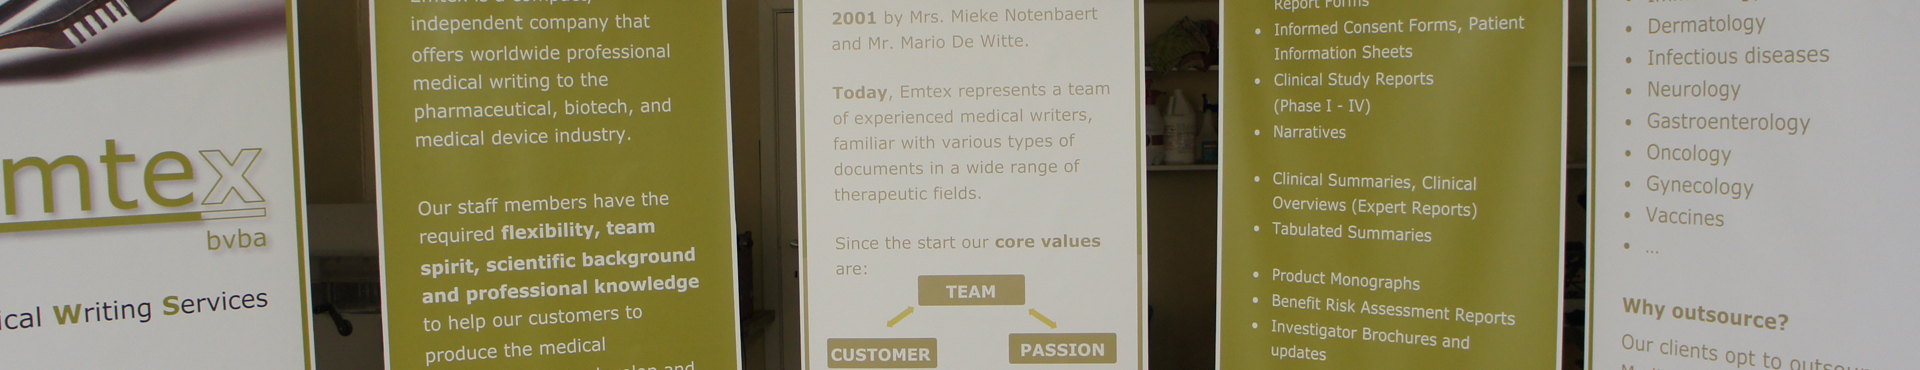 mtex
bvba
ical Writing Services
independent company that
offers worldwide professional
medical writing to the
pharmaceutical, biotech, and
medical device industry.
Our staff members have the
required flexibility, team
spirit, scientific background
and professional knowledge
to help our customers to
produce the medical
and
2001 by Mrs. Mieke Notenbaert
and Mr. Mario De Witte.
Today, Emtex represents a team
of experienced medical writers,
familiar with various types of
documents in a wide range of
therapeutic fields.
Since the start our core values
are:
TEAM
CUSTOMER
PASSION
Report Forms
• Informed Consent Forms, Patient
Information Sheets
• Clinical Study Reports
(Phase I - IV)
• Narratives
• Clinical Summaries, Clinical
Overviews (Expert Reports)
• Tabulated Summaries
• Product Monographs
• Benefit Risk Assessment Reports
• Investigator Brochures and
updates
• Dermatology
• Infectious diseases
• Neurology
• Gastroenterology
• Oncology
• Gynecology
• Vaccines
• ...
Why outsource?
Our clients opt to